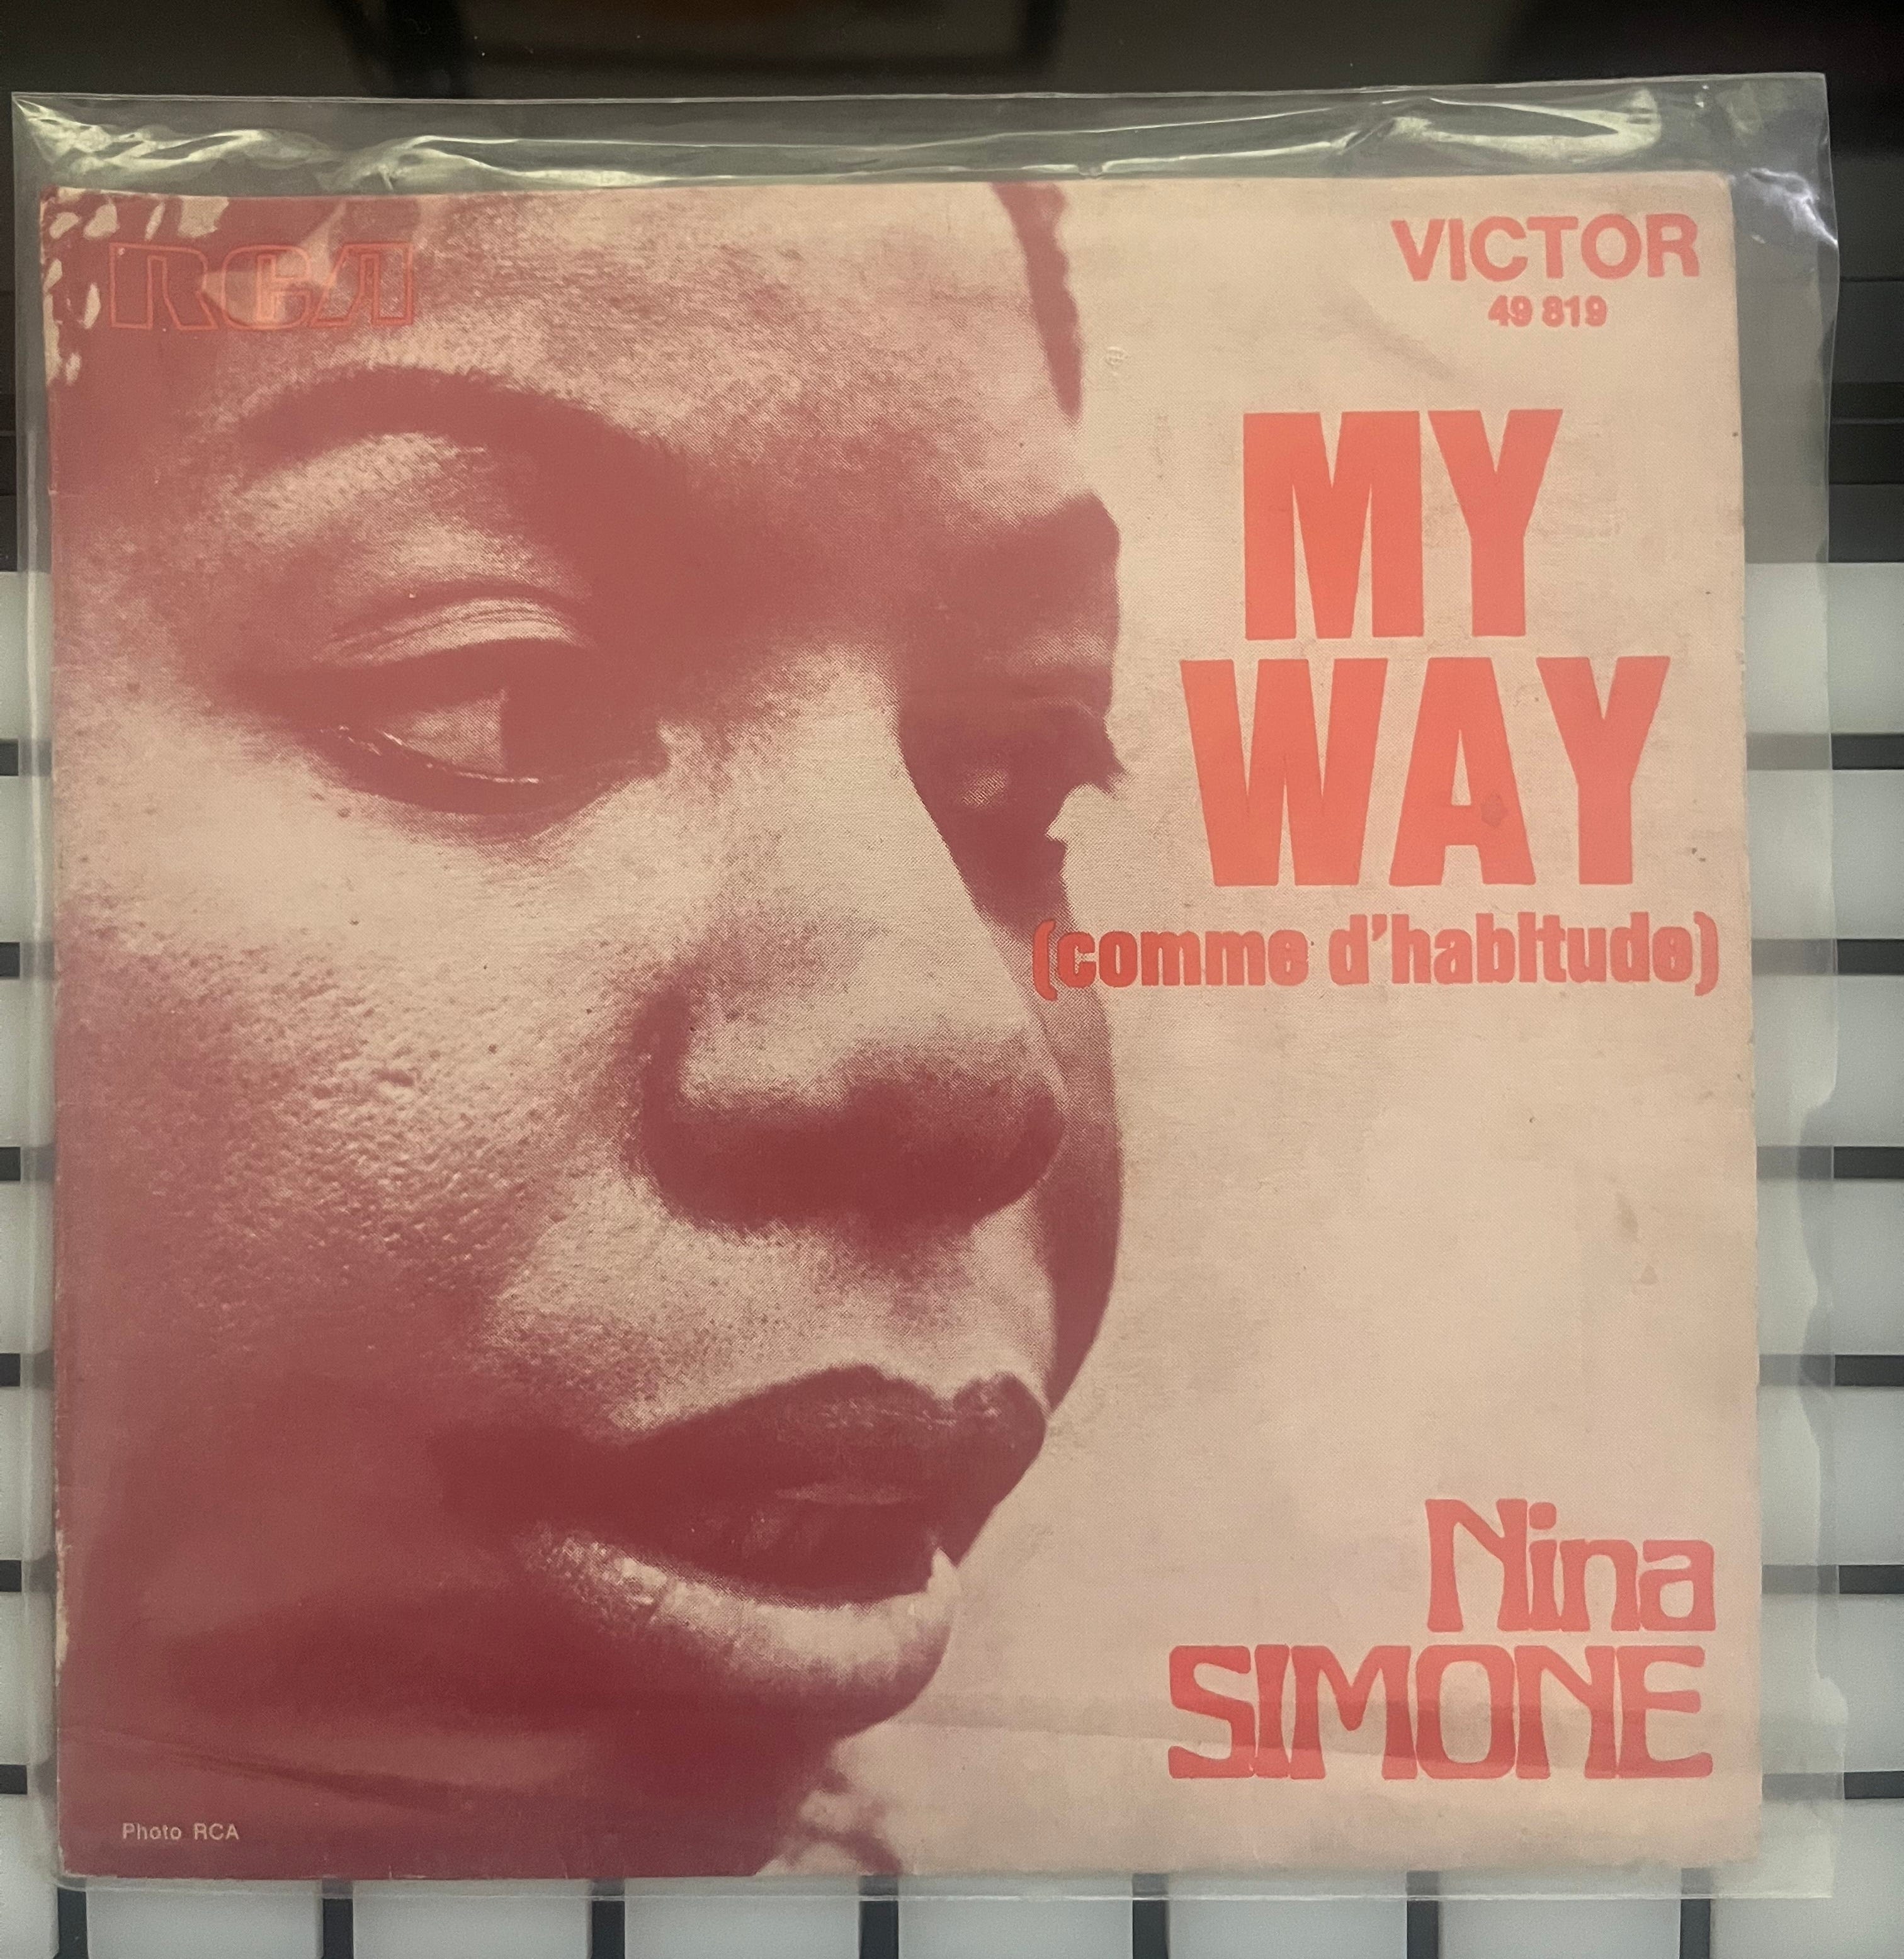 RCA
VICTOR
49 819
MY
WAY
(comme d'habitude)
Nina
SIMONE
Photo RCA